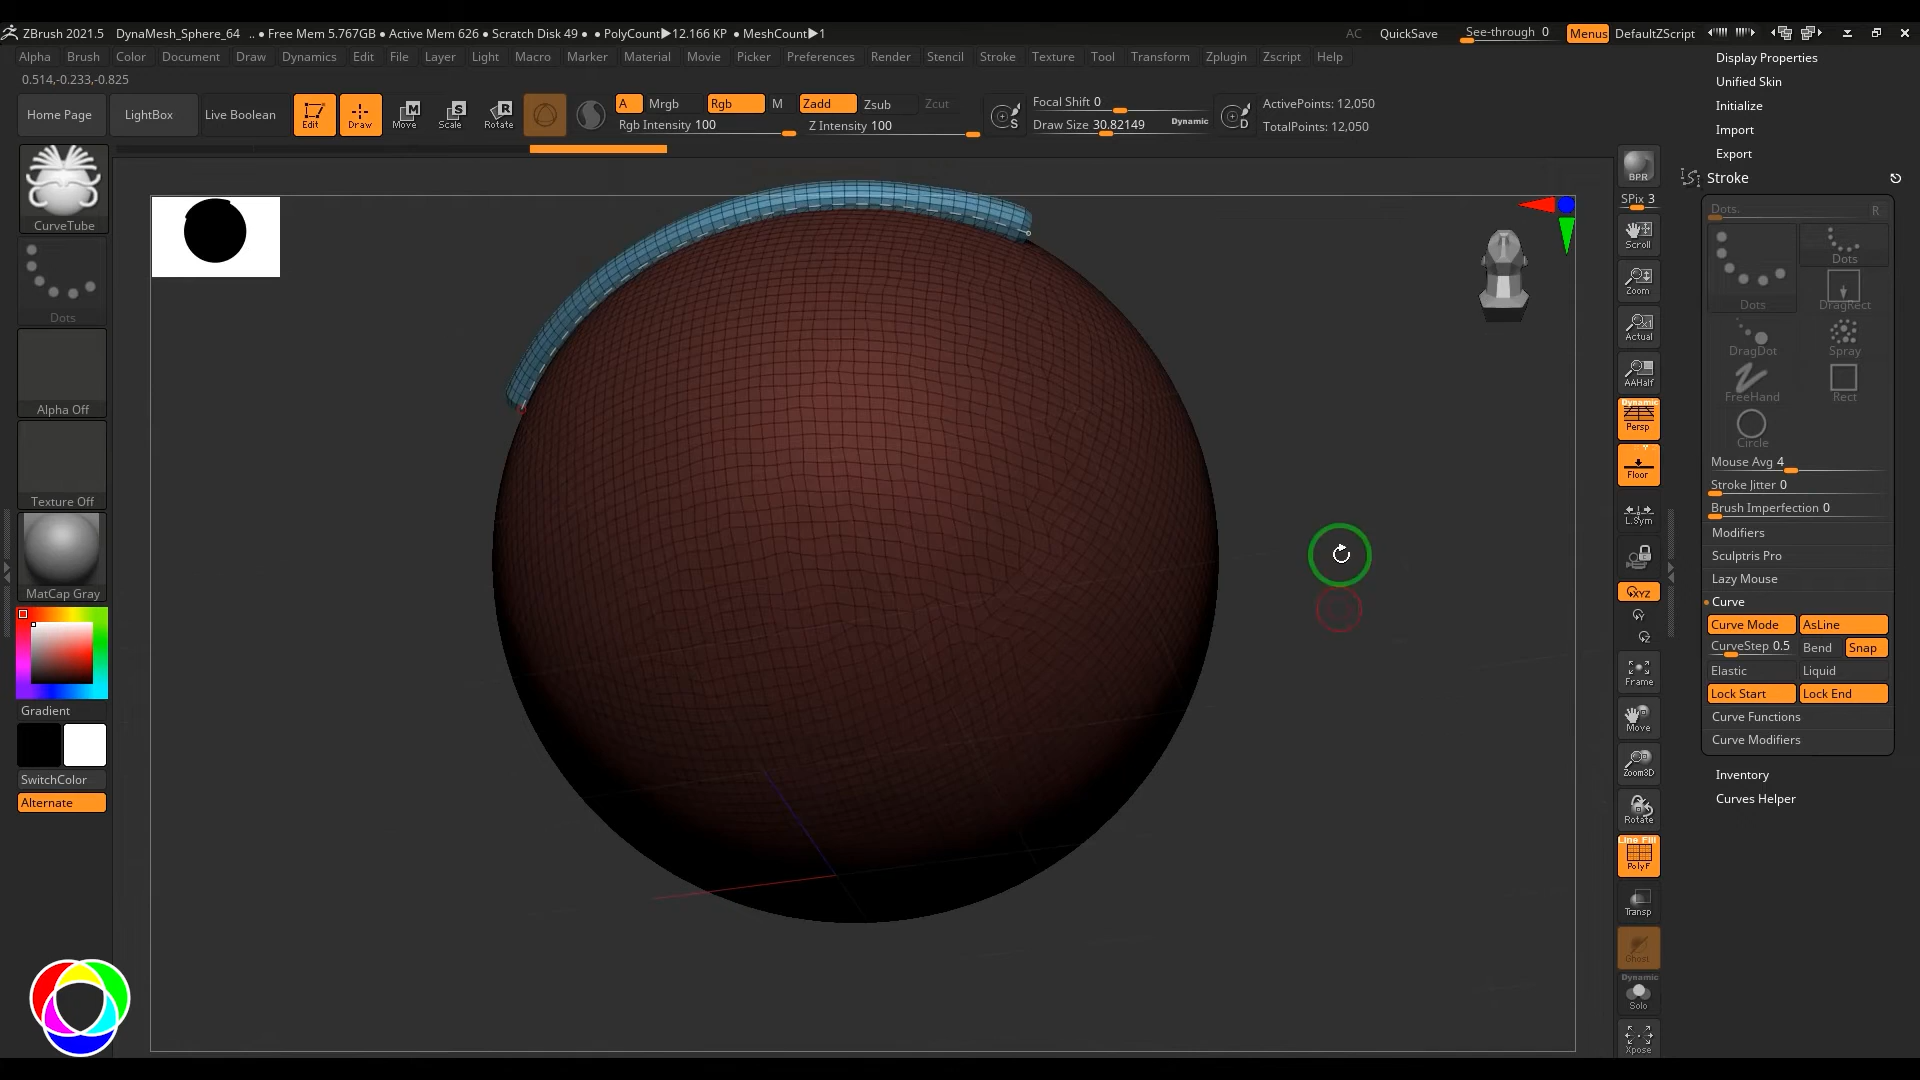 ZBrush 2021.5 DynaMesh_Sphere_64 .. ● Free Mem 5.767GB ● Active Mem 626 ● Scratch Disk 49 ● ● PolyCount▶12.166 KP ● MeshCount▶1 AC QuickSave See-through 0 Menus DefaultZScript
Alpha Brush Color Document Draw Dynamics Edit File Layer Light Macro Marker Material Movie Picker Preferences Render Stencil Stroke Texture Tool Transform Zplugin Zscript Help
0.514,-0.233,-0.825
Home Page LightBox Live Boolean Edit Draw Move Scale Rotate
M S R
A Mrgb Rgb M Zadd Zsub Zcut
Rgb Intensity 100 Z Intensity 100
S Focal Shift 0
Draw Size 30.82149 Dynamic D
ActivePoints: 12,050
TotalPoints: 12,050
CurveTube
Dots
Alpha Off
Texture Off
MatCap Gray
Gradient
SwitchColor
Alternate
BPR
SPix 3
Scroll
Zoom
Actual
AAHalf
Dynamic
Persp
Floor
L.Sym
XYZ
Y
Z
Frame
Move
Zoom3D
Rotate
Line Fill
PolyF
Transp
Ghost
Dynamic
Solo
Xpose
Display Properties
Unified Skin
Initialize
Import
Export
Stroke
Dots. R
Dots Dots
DragRect
DragDot Spray
FreeHand Rect
Circle
Mouse Avg 4
Stroke Jitter 0
Brush Imperfection 0
Modifiers
Sculptris Pro
Lazy Mouse
Curve
Curve Mode AsLine
CurveStep 0.5 Bend Snap
Elastic Liquid
Lock Start Lock End
Curve Functions
Curve Modifiers
Inventory
Curves Helper